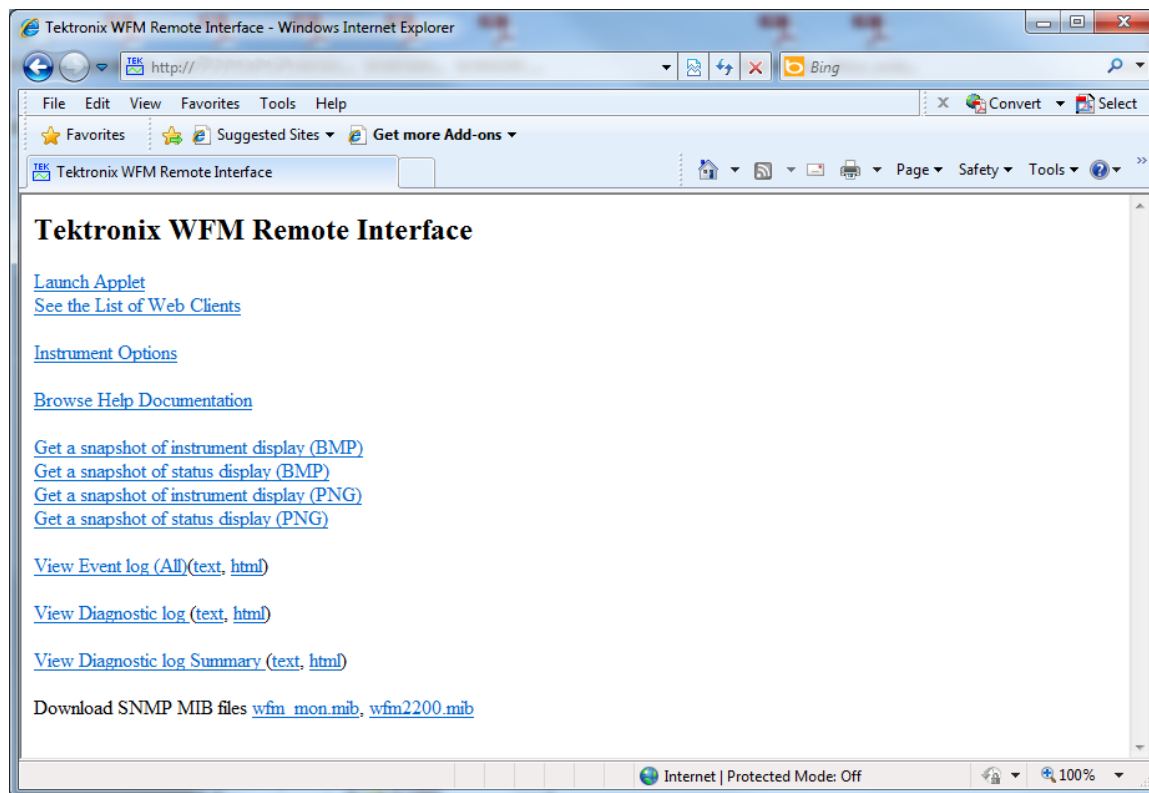 Tektronix WFM Remote Interface - Windows Internet Explorer
TEK http://
Bing
File Edit View Favorites Tools Help
X Convert Select
Favorites Suggested Sites Get more Add-ons
TEK Tektronix WFM Remote Interface
Page Safety Tools
Tektronix WFM Remote Interface
Launch Applet
See the List of Web Clients
Instrument Options
Browse Help Documentation
Get a snapshot of instrument display (BMP)
Get a snapshot of status display (BMP)
Get a snapshot of instrument display (PNG)
Get a snapshot of status display (PNG)
View Event log (All)(text, html)
View Diagnostic log (text, html)
View Diagnostic log Summary (text, html)
Download SNMP MIB files wfm_mon.mib, wfm2200.mib
Internet | Protected Mode: Off 100%